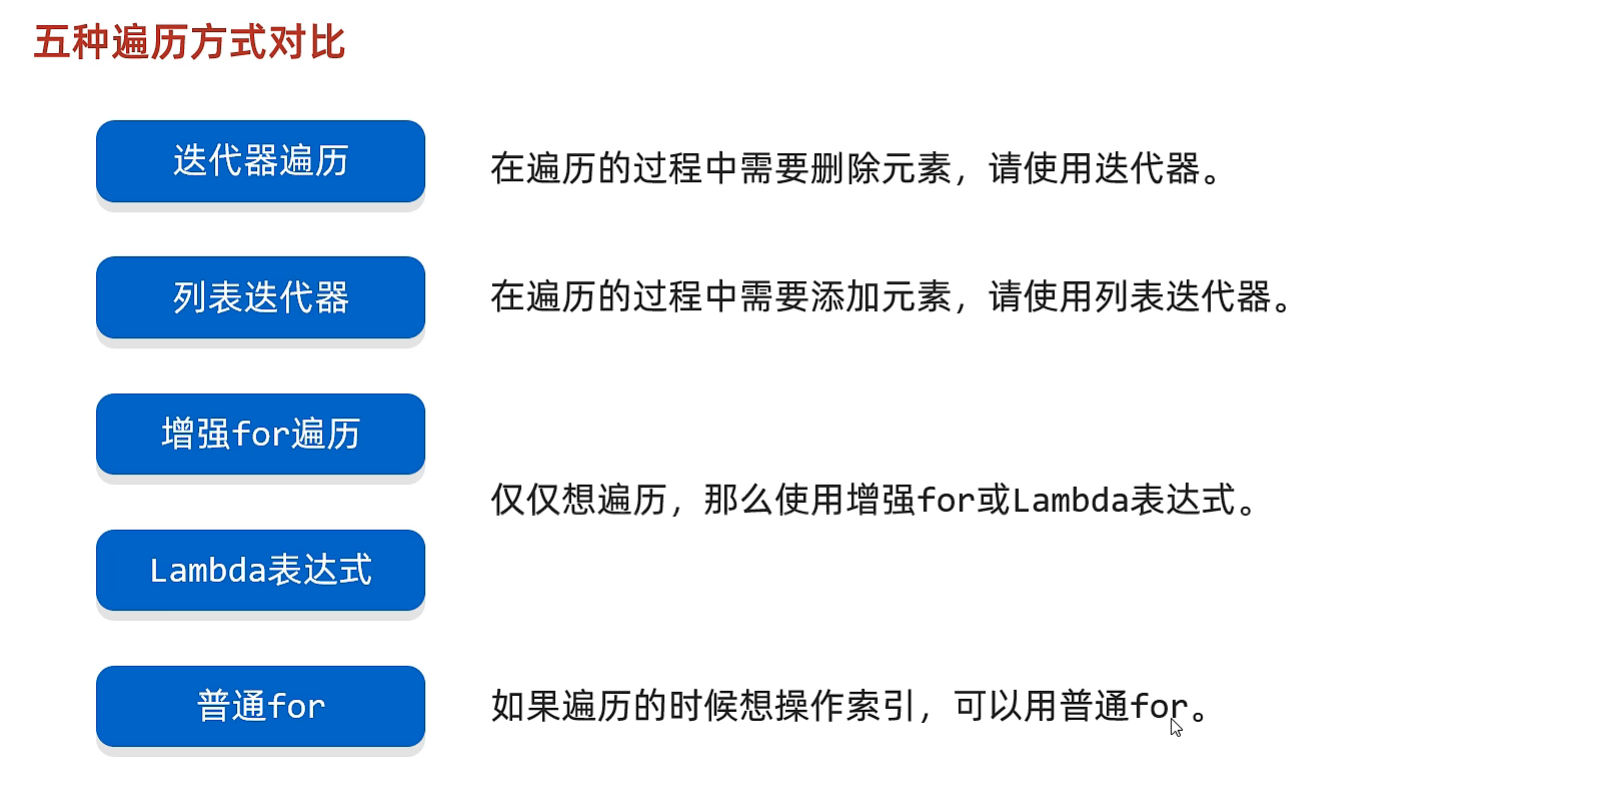 五种遍历方式对比
迭代器遍历
在遍历的过程中需要删除元素，请使用迭代器。
列表迭代器
在遍历的过程中需要添加元素，请使用列表迭代器。
增强for遍历
仅仅想遍历，那么使用增强for或Lambda表达式。
Lambda表达式
普通for
如果遍历的时候想操作索引，可以用普通for。